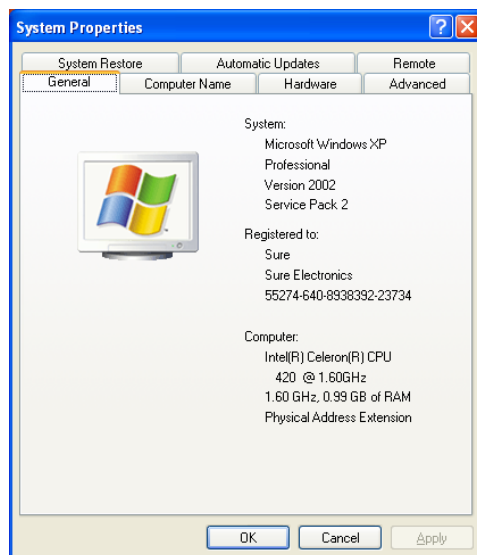 System Properties
System Restore Automatic Updates Remote
General Computer Name Hardware Advanced
System:
Microsoft Windows XP
Professional
Version 2002
Service Pack 2
Registered to:
Sure
Sure Electronics
55274-640-8938392-23734
Computer:
Intel(R) Celeron(R) CPU
420 @ 1.60GHz
1.60 GHz, 0.99 GB of RAM
Physical Address Extension
OK Cancel Apply